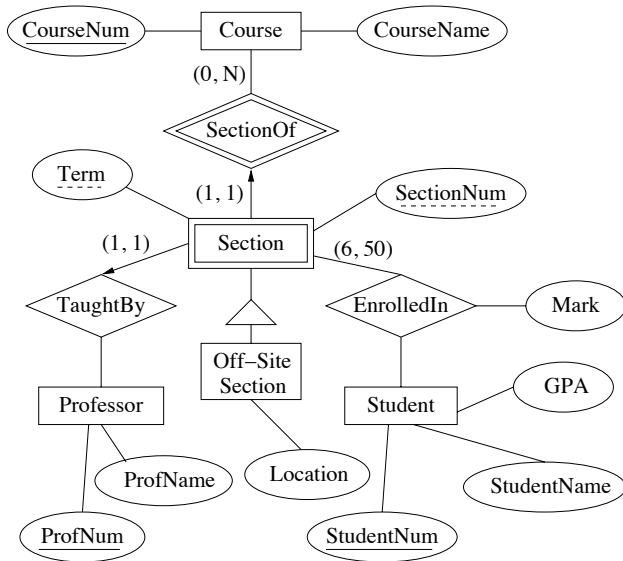 CourseNum
Course
CourseName
(0, N)
SectionOf
Term
(1, 1)
SectionNum
(1, 1)
Section
(6, 50)
TaughtBy
EnrolledIn
Mark
Off-Site
Section
Professor
Student
GPA
ProfName
Location
StudentName
ProfNum
StudentNum